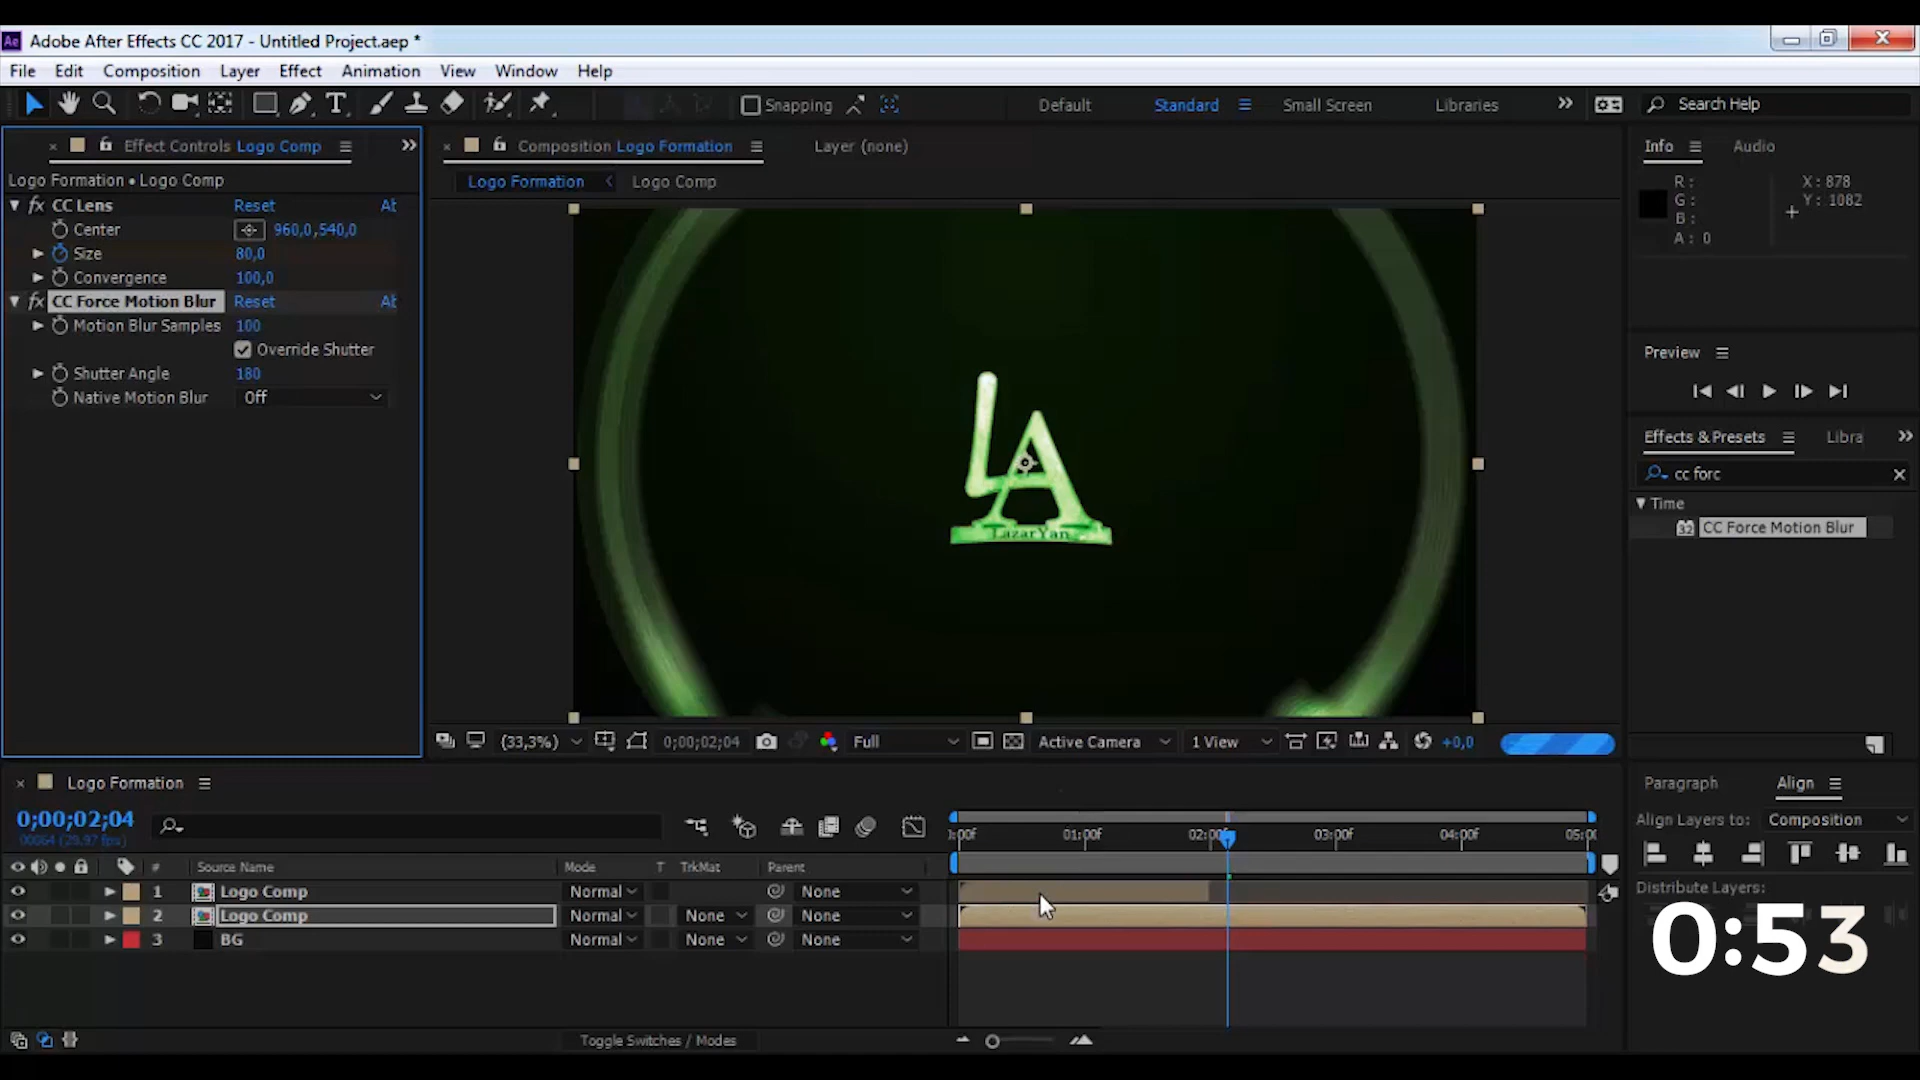 Ae Adobe After Effects CC 2017 - Untitled Project.aep *
File Edit Composition Layer Effect Animation View Window Help
T Snapping Default Standard Small Screen Libraries Search Help
Effect Controls Logo Comp
Composition Logo Formation Layer (none)
Info Audio
Logo Formation • Logo Comp
Logo Formation Logo Comp
R :
G :
B :
A : 0
X : 878
Y : 1082
fx CC Lens Reset Ab
Center 960,0,540,0
Size 80,0
Convergence 100,0
fx CC Force Motion Blur Reset Ab
Motion Blur Samples 100
Override Shutter
Shutter Angle 180
Native Motion Blur Off
LA
LazarYan
Preview
Effects & Presets Libra
cc forc
Time
32 CC Force Motion Blur
(33,3%) 0;00;02;04 Full Active Camera 1 View +0,0
Logo Formation
Paragraph Align
0;00;02;04
00064 (29.97 fps)
:00f 01:00f 02:00f 03:00f 04:00f 05:0
Align Layers to: Composition
# Source Name Mode T TrkMat Parent
1 Logo Comp Normal None
2 Logo Comp Normal None None
3 BG Normal None None
Distribute Layers:
0:53
Toggle Switches / Modes